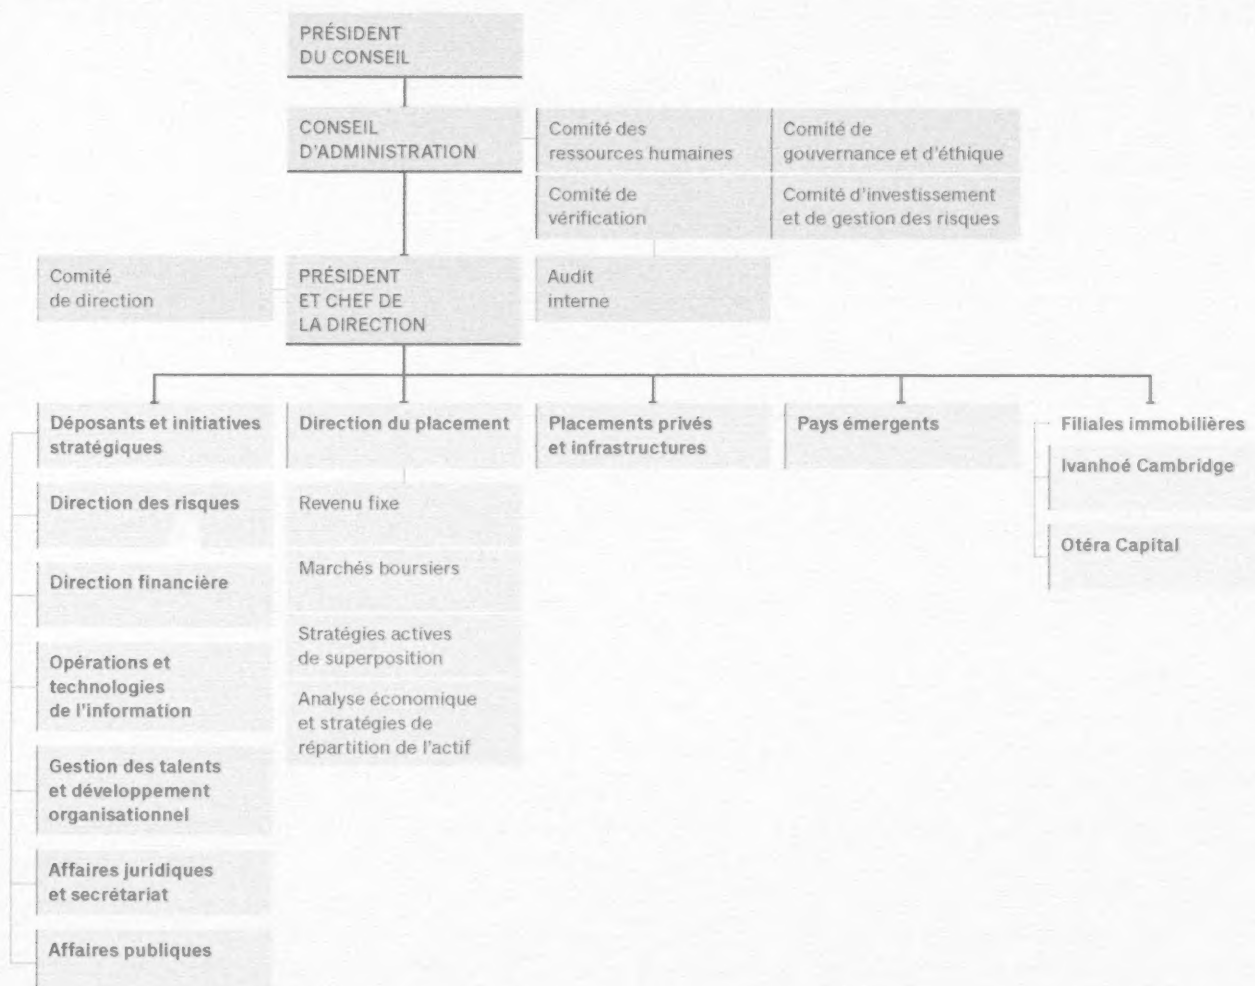 PRÉSIDENT
DU CONSEIL
CONSEIL
D'ADMINISTRATION
Comité des
ressources humaines
Comité de
gouvernance et d'éthique
Comité de
vérification
Comité d'investissement
et de gestion des risques
Comité
de direction
PRÉSIDENT
ET CHEF DE
LA DIRECTION
Audit
interne
Déposants et initiatives
stratégiques
Direction des risques
Direction financière
Opérations et
technologies
de l'information
Gestion des talents
et développement
organisationnel
Affaires juridiques
et secrétariat
Affaires publiques
Direction du placement
Revenu fixe
Marchés boursiers
Stratégies actives
de superposition
Analyse économique
et stratégies de
répartition de l'actif
Placements privés
et infrastructures
Pays émergents
Filiales immobilières
Ivanhoé Cambridge
Otéra Capital